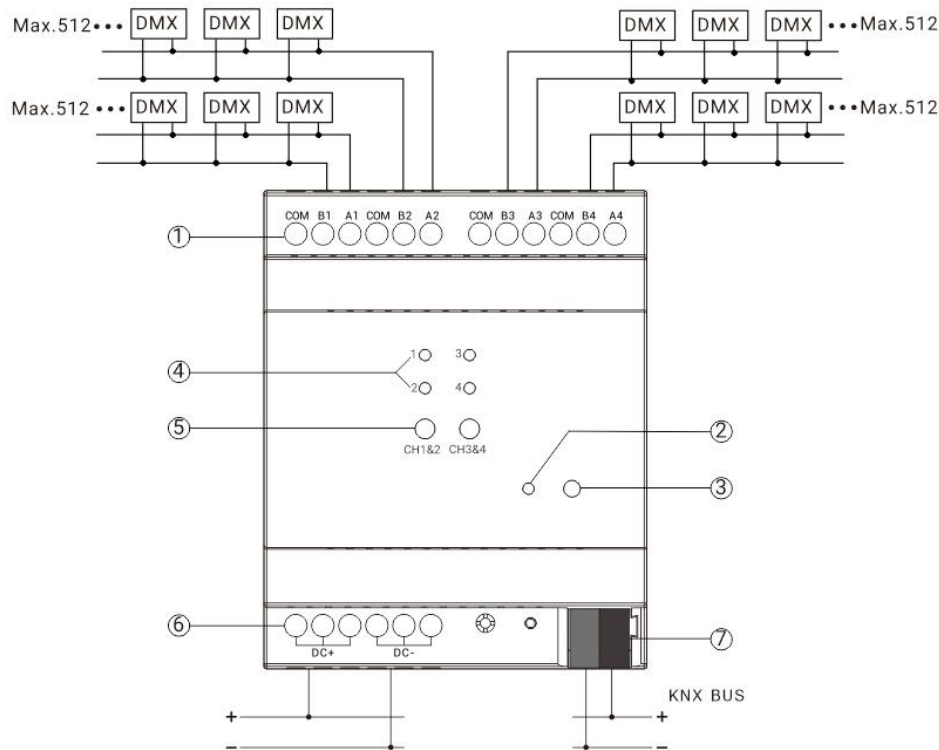 Max.512••• DMX DMX DMX
DMX DMX DMX •••Max.512
Max.512 ••• DMX DMX DMX
DMX DMX DMX •••Max.512
COM B1 A1 COM B2 A2 COM B3 A3 COM B4 A4
①
1 3
④
2 4
⑤
CH1&2 CH3&4
②
③
⑥
DC+ DC-
⑦
KNX BUS
+ +
− −